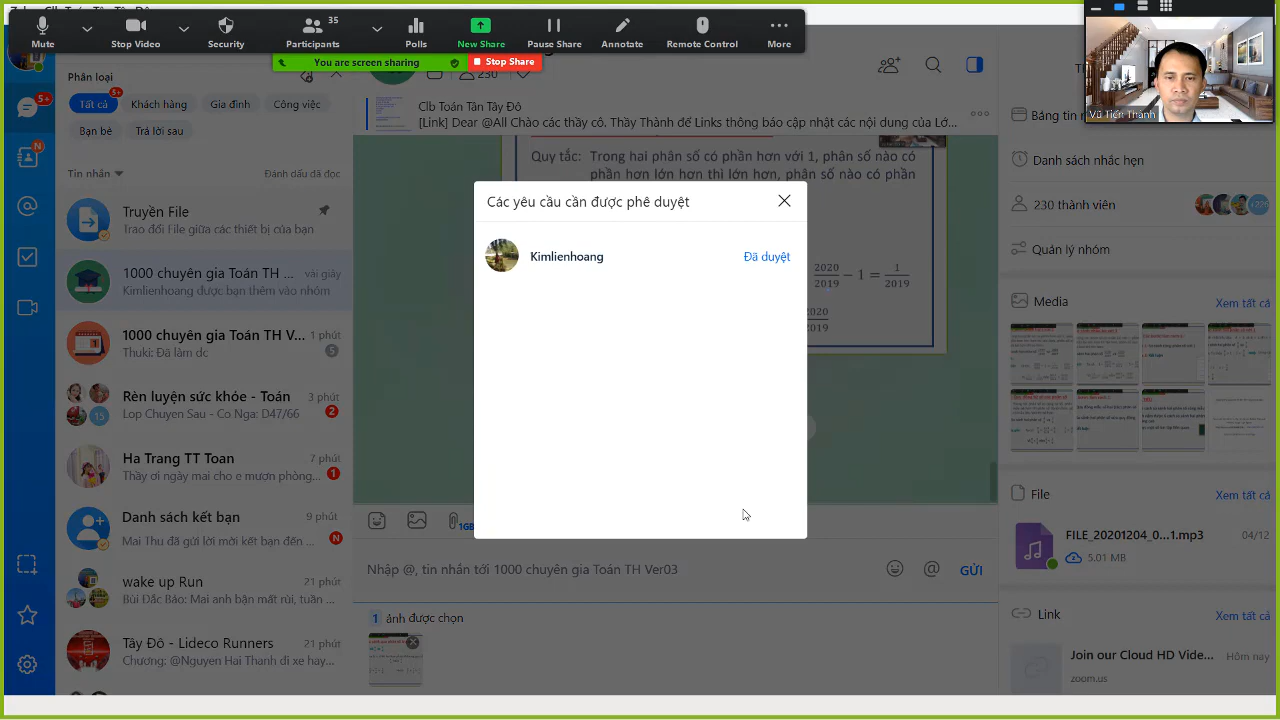 Mute
Stop Video
Security
Participants
35
Polls
New Share
Pause Share
Annotate
Remote Control
More
You are screen sharing
Stop Share
Vũ Tiến Thành
Phân loại
Tất cả
5+
Khách hàng
Gia đình
Công việc
Bạn bè
Trả lời sau
Tin nhắn
Đánh dấu đã đọc
5+
N
Truyền File
Trao đổi File giữa các thiết bị của bạn
1000 chuyên gia Toán TH ...
vài giây
Kimlienhoang được bạn thêm vào nhóm
1000 chuyên gia Toán TH V...
1 phút
Thuki: Đã làm dc
5
Rèn luyện sức khỏe - Toán
3 phút
Lop Chuyen Sau - Co Nga: D47/66
2
15
Ha Trang TT Toan
7 phút
Thầy ơi ngày mai cho e mượn phòng...
1
Danh sách kết bạn
9 phút
Mai Thu đã gửi lời mời kết bạn đến ...
N
wake up Run
21 phút
Bùi Đắc Bảo: Mai anh bận mất rùi, tuần ...
Tây Đô - Lideco Runners
21 phút
Chương: @Nguyen Hai Thanh đi xe hay...
230
Clb Toán Tân Tây Đô
[Link] Dear @All Chào các thầy cô. Thầy Thành để Links thông báo cập nhật các nội dung của Lớ...
Quy tắc: Trong hai phân số có phần hơn với 1, phân số nào có
phần hơn lớn hơn thì lớn hơn, phân số nào có phần
2020/2019 − 1 = 1/2019
2019
Các yêu cầu cần được phê duyệt
Kimlienhoang
Đã duyệt
1GB
Nhập @, tin nhắn tới 1000 chuyên gia Toán TH Ver03
GỬI
1 ảnh được chọn
Bảng tin
Danh sách nhắc hẹn
230 thành viên
+226
Quản lý nhóm
Media
Xem tất cả
File
Xem tất cả
FILE_20201204_0...1.mp3
04/12
5.01 MB
Link
Xem tất cả
Join our Cloud HD Vide...
Hôm nay
zoom.us